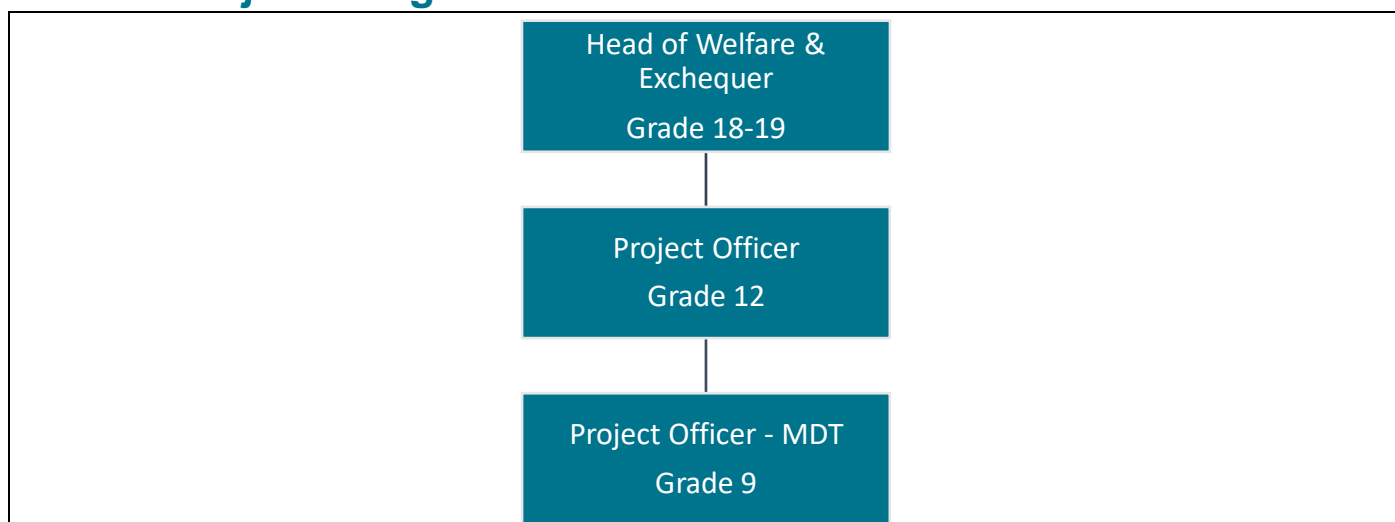 Head of Welfare &
Exchequer
Grade 18-19
Project Officer
Grade 12
Project Officer - MDT
Grade 9